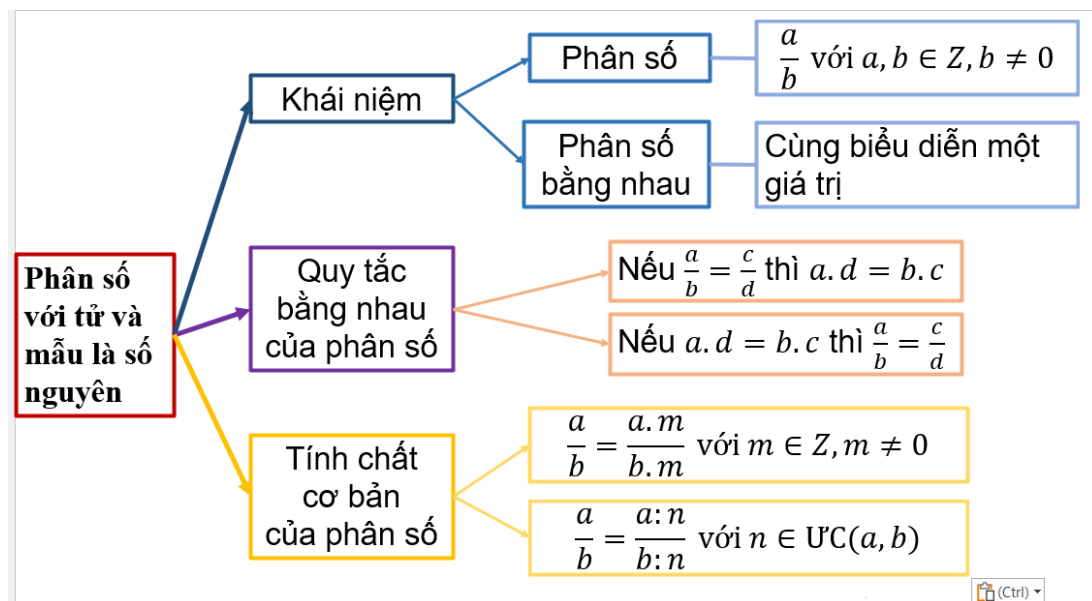 Phân số
với tử và
mẫu là số
nguyên
Khái niệm
Phân số
a/b với a, b ∈ Z, b ≠ 0
Phân số
bằng nhau
Cùng biểu diễn một
giá trị
Quy tắc
bằng nhau
của phân số
Nếu a/b = c/d thì a.d = b.c
Nếu a.d = b.c thì a/b = c/d
Tính chất
cơ bản
của phân số
a/b = a.m/b.m với m ∈ Z, m ≠ 0
a/b = a:n/b:n với n ∈ ƯC(a, b)
(Ctrl)